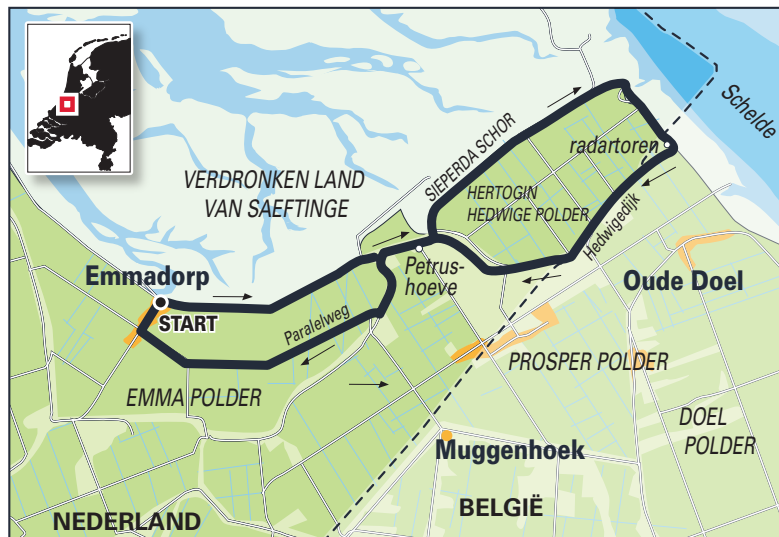 Schelde
radartoren
SIEPERDA SCHOR
VERDRONKEN LAND
VAN SAEFTINGE
HERTOGIN
HEDWIGE POLDER
Hedwigedijk
Petrus-
hoeve
Emmadorp
START
Oude Doel
Paralelweg
PROSPER POLDER
EMMA POLDER
DOEL
POLDER
Muggenhoek
NEDERLAND
BELGIË